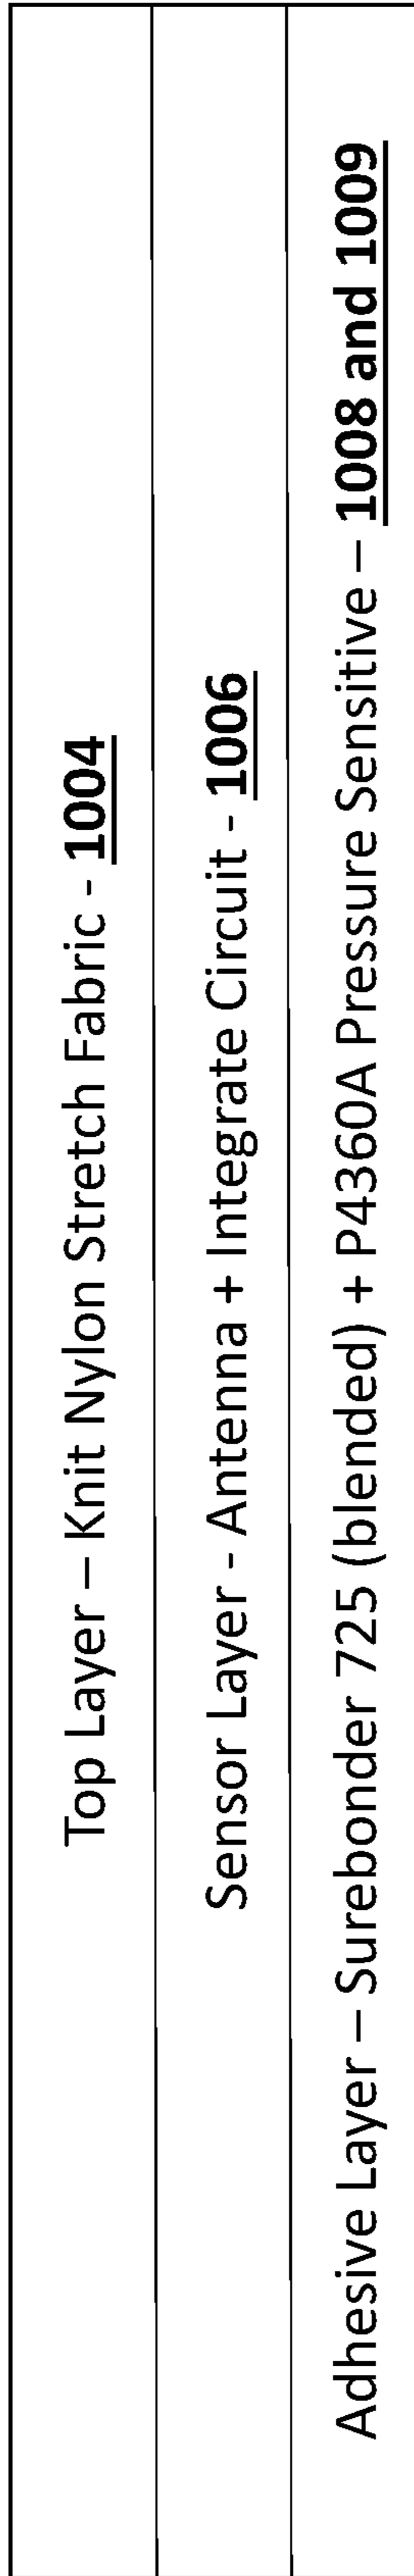 Top Layer – Knit Nylon Stretch Fabric - 1004
Sensor Layer - Antenna + Integrate Circuit - 1006
Adhesive Layer – Surebonder 725 (blended) + P4360A Pressure Sensitive – 1008 and 1009